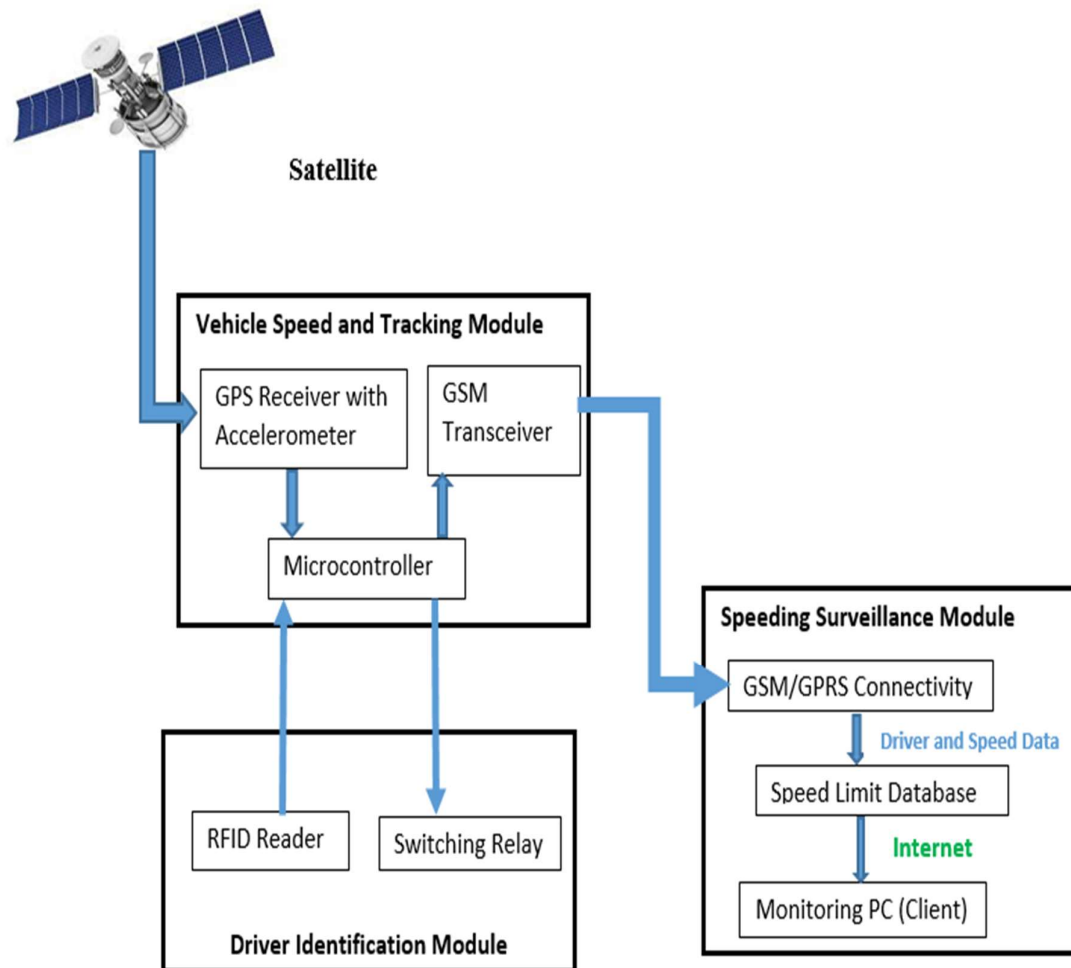 Satellite
Vehicle Speed and Tracking Module
GPS Receiver with
Accelerometer
GSM
Transceiver
Microcontroller
Speeding Surveillance Module
GSM/GPRS Connectivity
Driver and Speed Data
Speed Limit Database
Internet
Monitoring PC (Client)
RFID Reader
Switching Relay
Driver Identification Module